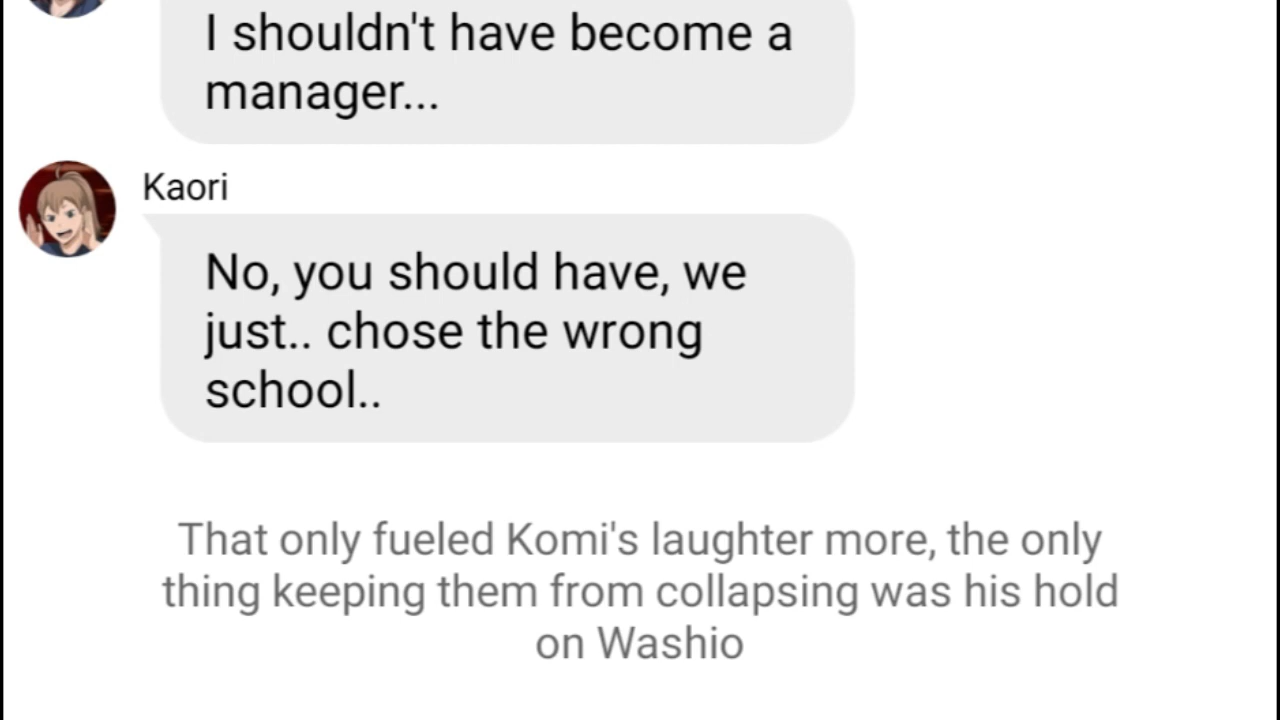 I shouldn't have become a
manager...
Kaori
No, you should have, we
just.. chose the wrong
school..
That only fueled Komi's laughter more, the only
thing keeping them from collapsing was his hold
on Washio